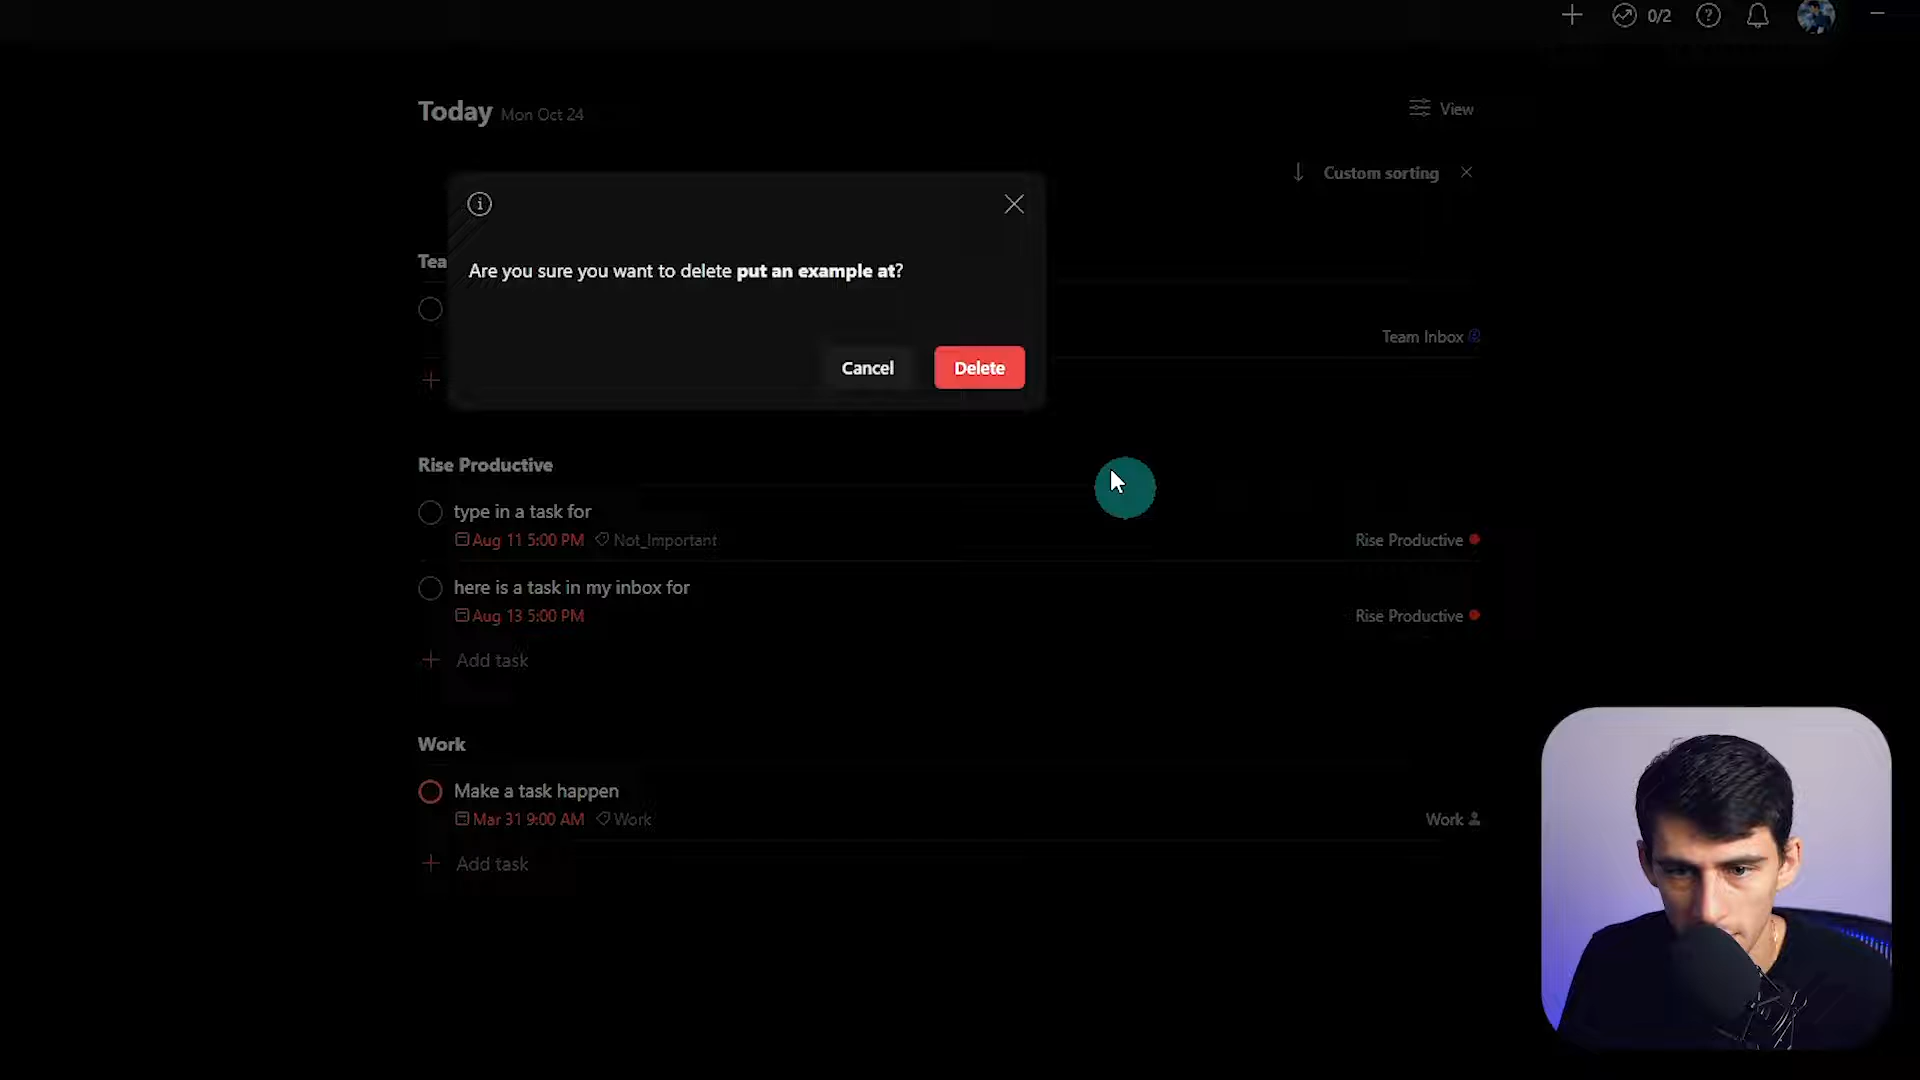 0/2
Today Mon Oct 24
View
Custom sorting
Are you sure you want to delete put an example at?
Tea
Team Inbox
Cancel
Delete
Rise Productive
type in a task for
Aug 11 5:00 PM Not_Important
Rise Productive
here is a task in my inbox for
Aug 13 5:00 PM
Rise Productive
Add task
Work
Make a task happen
Mar 31 9:00 AM Work
Work
Add task